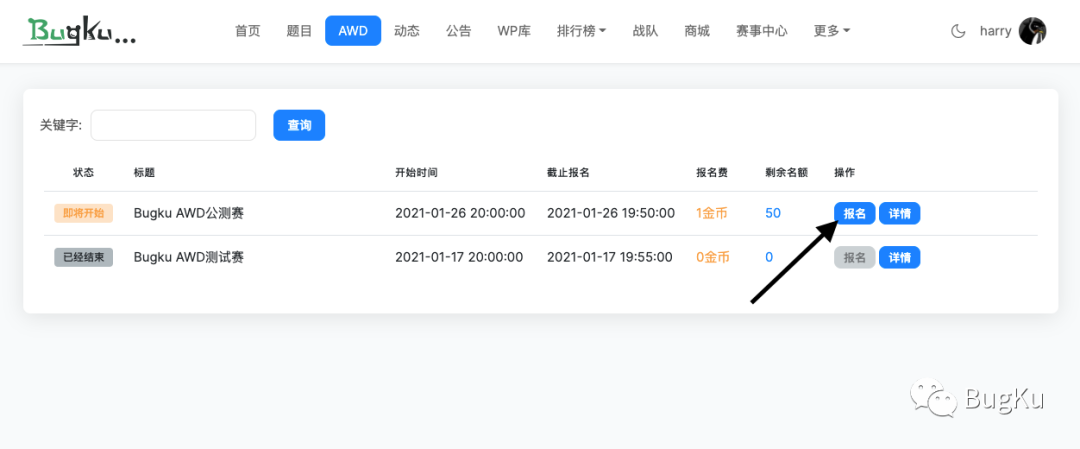 Bugku...
首页 题目 AWD 动态 公告 WP库 排行榜 战队 商城 赛事中心 更多 harry
关键字: 查询
状态 标题 开始时间 截止报名 报名费 剩余名额 操作
即将开始 Bugku AWD公测赛 2021-01-26 20:00:00 2021-01-26 19:50:00 1金币 50 报名 详情
已经结束 Bugku AWD测试赛 2021-01-17 20:00:00 2021-01-17 19:55:00 0金币 0 报名 详情
BugKu